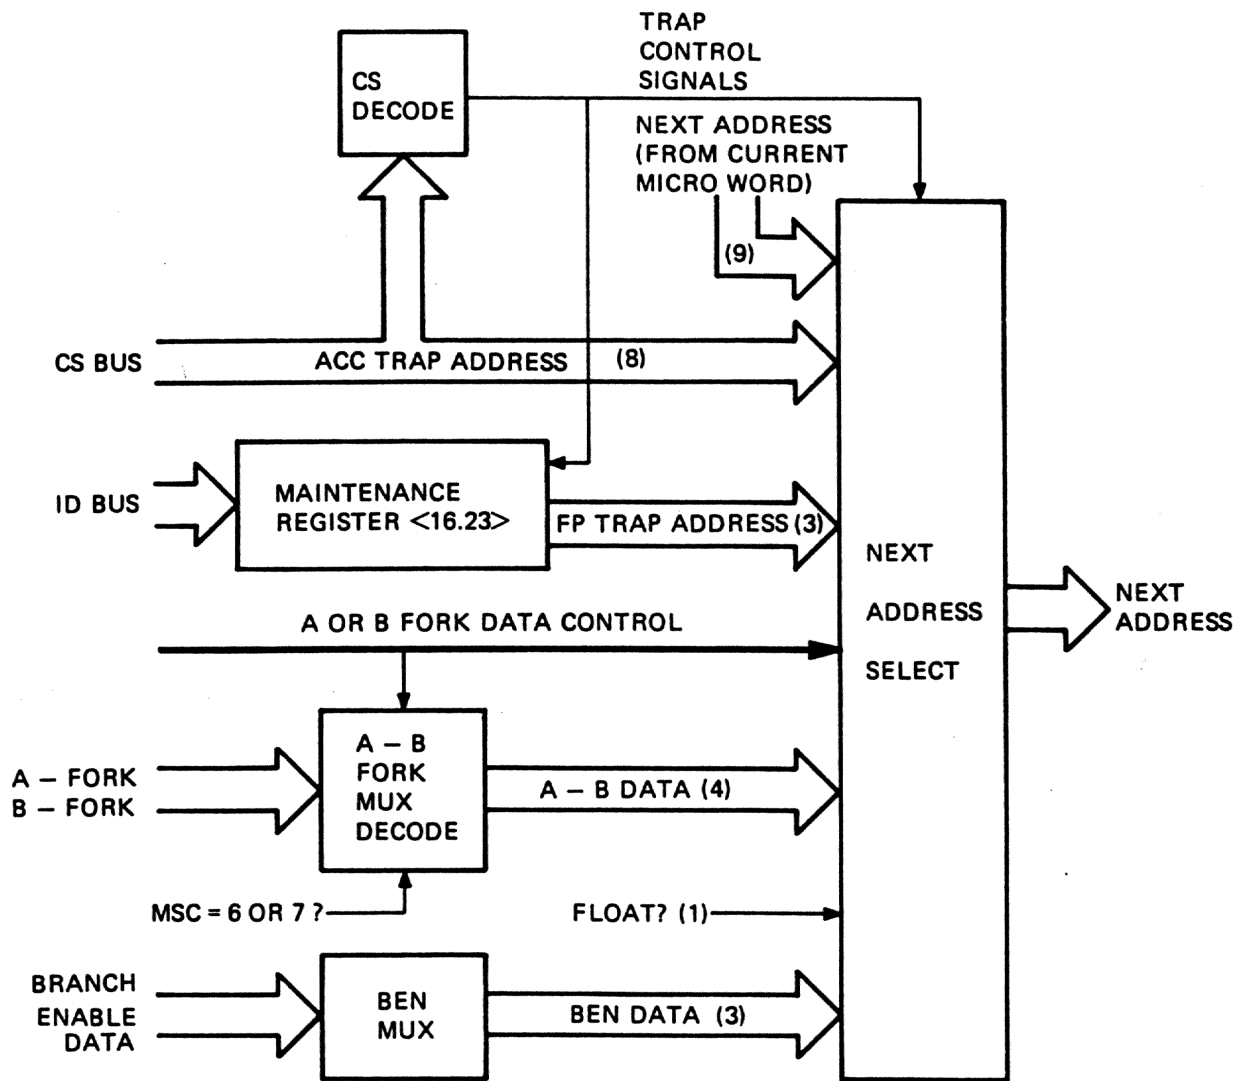 TRAP
CONTROL
SIGNALS
CS
DECODE
NEXT ADDRESS
(FROM CURRENT
MICRO WORD)
(9)
CS BUS
ACC TRAP ADDRESS (8)
ID BUS
MAINTENANCE
REGISTER <16.23>
FP TRAP ADDRESS (3)
NEXT
ADDRESS
SELECT
NEXT
ADDRESS
A OR B FORK DATA CONTROL
A – FORK
B – FORK
A – B
FORK
MUX
DECODE
A – B DATA (4)
MSC = 6 OR 7 ?
FLOAT? (1)
BRANCH
ENABLE
DATA
BEN
MUX
BEN DATA (3)